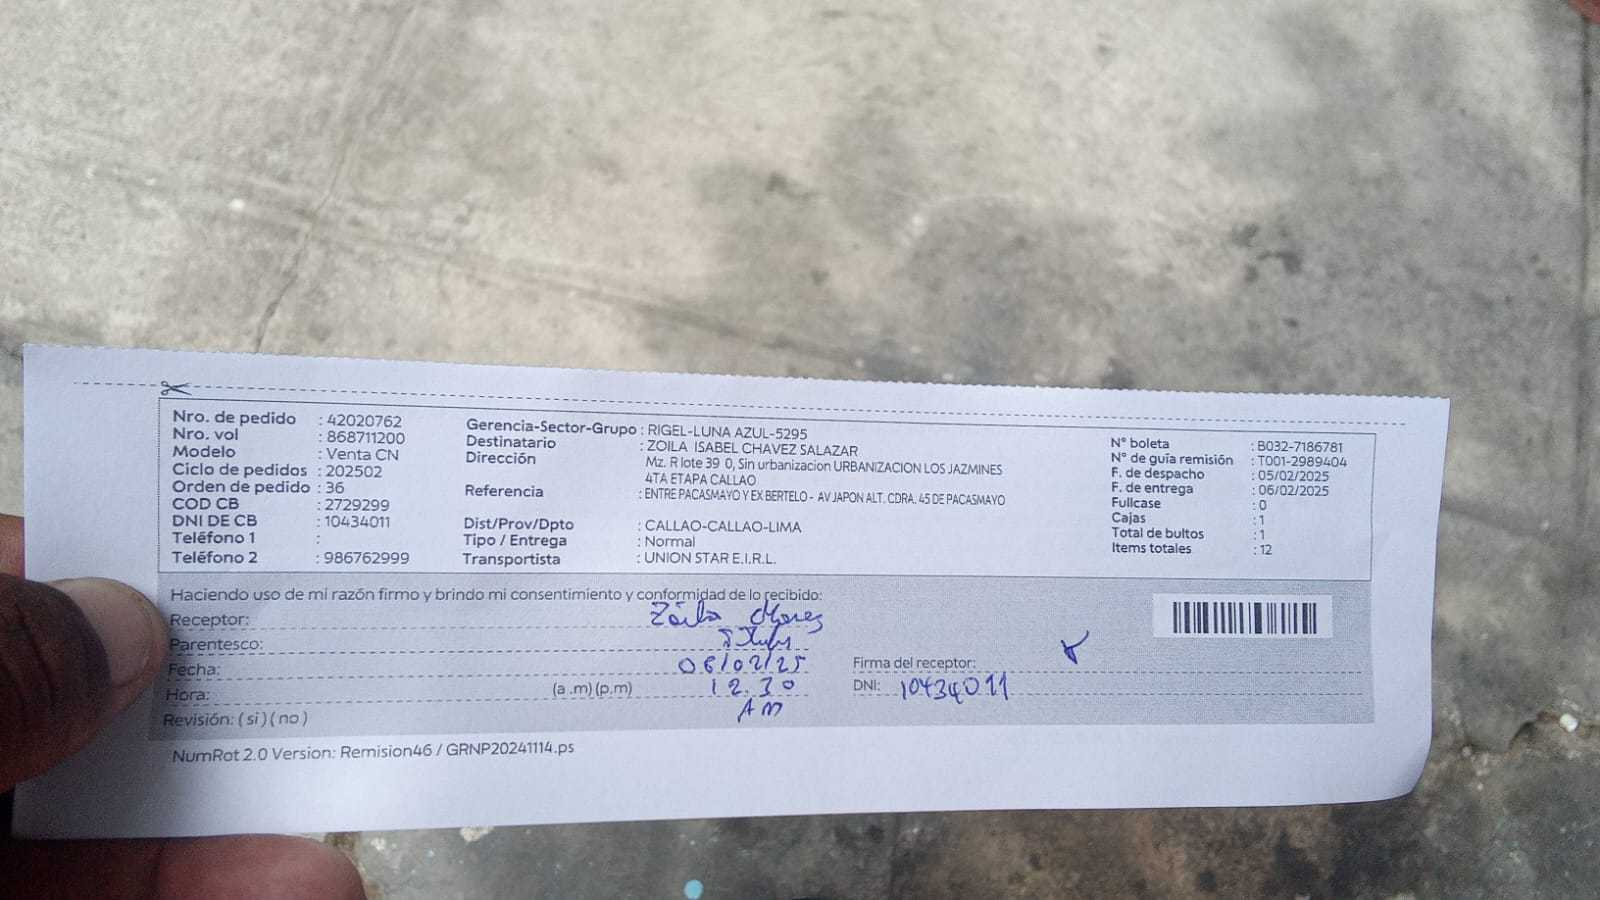 Nro. de pedido : 42020762
Nro. vol : 868711200
Modelo : Venta CN
Ciclo de pedidos : 202502
Orden de pedido : 36
COD CB : 2729299
DNI DE CB : 10434011
Teléfono 1 :
Teléfono 2 : 986762999
Gerencia-Sector-Grupo : RIGEL-LUNA AZUL-5295
Destinatario : ZOILA ISABEL CHAVEZ SALAZAR
Dirección Mz. R lote 39 0, Sin urbanizacion URBANIZACION LOS JAZMINES
4TA ETAPA CALLAO
Referencia : ENTRE PACASMAYO Y EX BERTELO - AV JAPON ALT. CDRA. 45 DE PACASMAYO
Dist/Prov/Dpto : CALLAO-CALLAO-LIMA
Tipo / Entrega : Normal
Transportista : UNION STAR E.I.R.L.
N° boleta : B032-7186781
N° de guía remisión : T001-2989404
F. de despacho : 05/02/2025
F. de entrega : 06/02/2025
Fullcase : 0
Cajas : 1
Total de bultos : 1
Items totales : 12
Haciendo uso de mi razón firmo y brindo mi consentimiento y conformidad de lo recibido:
Receptor: Zoila
Parentesco:
Fecha: 06/02/25
Hora: (a .m) (p.m) 12.30
AM
Revisión: ( si ) ( no )
Firma del receptor:
DNI: 10434011
NumRot 2.0 Version: Remision46 / GRNP20241114.ps